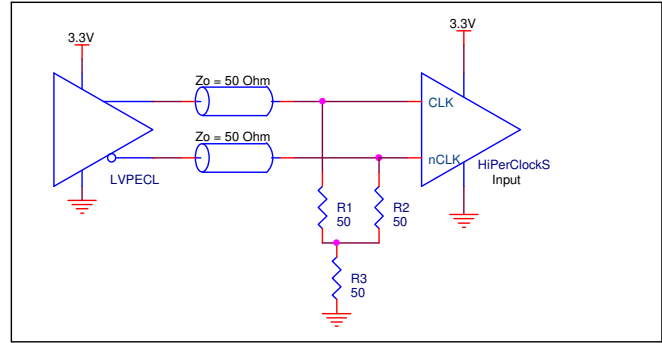 3.3V
3.3V
Zo = 50 Ohm
CLK
Zo = 50 Ohm
nCLK
LVPECL
HiPerClockS
Input
R1
50
R2
50
R3
50